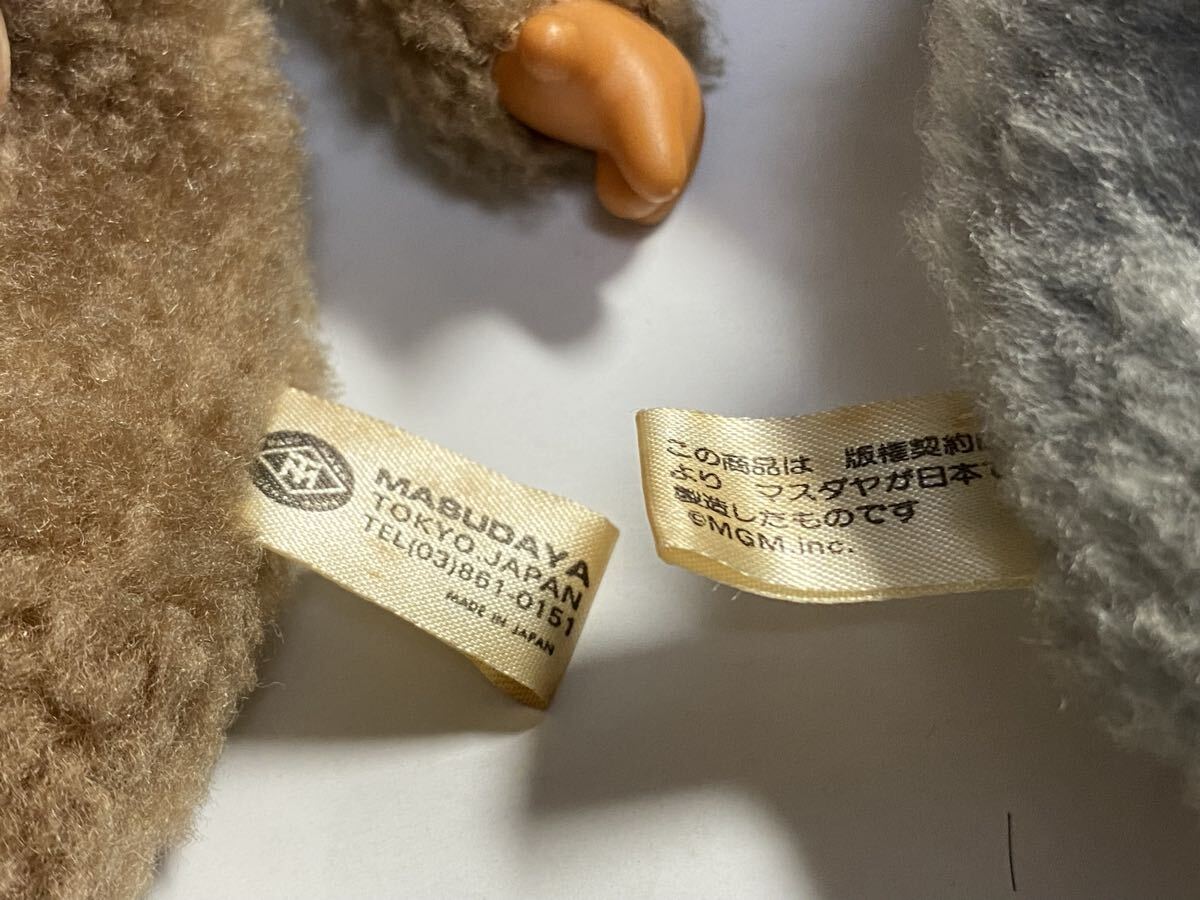 MASUDAYA
TOKYO.JAPAN
TEL(03)861-0151
MADE IN JAPAN
この商品は 版権契約に
より マスダヤが日本で
製造したものです
©MGM.inc.